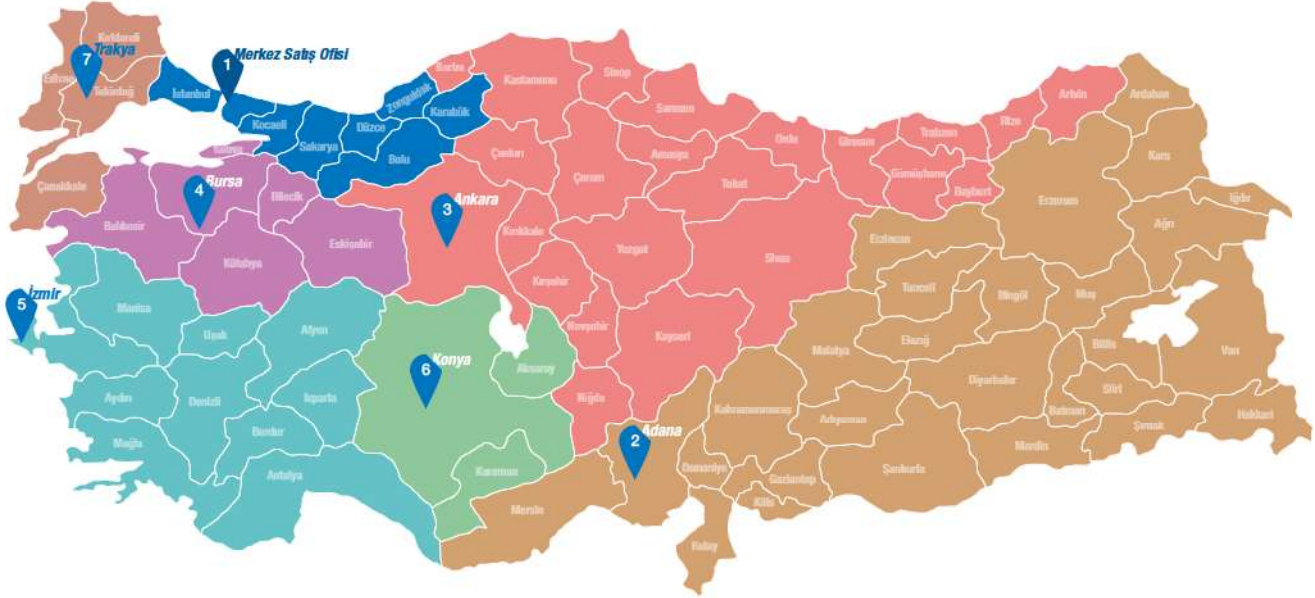 Kırklareli
7 Trakya
Edirne
Tekirdağ
1 Merkez Satış Ofisi
İstanbul
Kocaeli
Sakarya
Düzce
Zonguldak
Bartın
Karabük
Bolu
Kastamonu
Sinop
Samsun
Çankırı
Çorum
Amasya
Tokat
Ordu
Giresun
Trabzon
Gümüşhane
Bayburt
Rize
Artvin
Ardahan
Kars
Iğdır
Ağrı
Erzurum
Erzincan
Yalova
Çanakkale
4 Bursa
Bilecik
Balıkesir
Kütahya
Eskişehir
3 Ankara
Kırıkkale
Kırşehir
Yozgat
Sivas
Nevşehir
Kayseri
Niğde
5 İzmir
Manisa
Uşak
Afyon
Aydın
Denizli
Isparta
Burdur
Muğla
Antalya
6 Konya
Aksaray
Karaman
2 Adana
Mersin
Osmaniye
Hatay
Kilis
Gaziantep
Kahramanmaraş
Malatya
Adıyaman
Şanlıurfa
Tunceli
Elazığ
Bingöl
Muş
Bitlis
Van
Diyarbakır
Batman
Siirt
Mardin
Şırnak
Hakkari